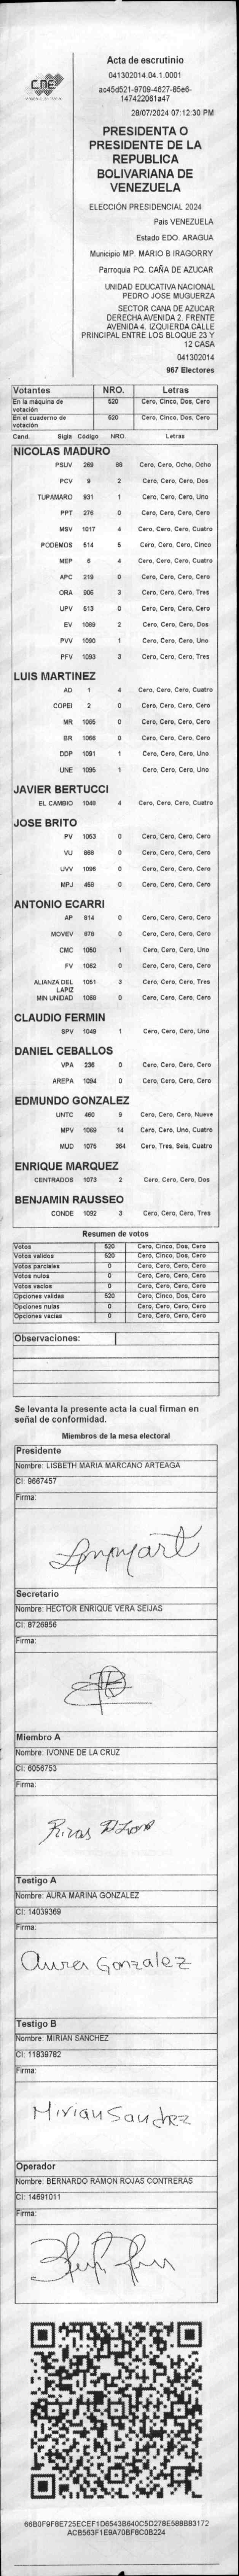 CNE
Acta de escrutinio
041302014.04.1.0001
ac45d521-9709-4627-85e6-
147422061a47
28/07/2024 07:12:30 PM
PRESIDENTA O
PRESIDENTE DE LA
REPUBLICA
BOLIVARIANA DE
VENEZUELA
ELECCIÓN PRESIDENCIAL 2024
Pais VENEZUELA
Estado EDO. ARAGUA
Municipio MP. MARIO B IRAGORRY
Parroquia PQ. CAÑA DE AZUCAR
UNIDAD EDUCATIVA NACIONAL
PEDRO JOSE MUGUERZA
SECTOR CANA DE AZUCAR
DERECHA AVENIDA 2. FRENTE
AVENIDA 4. IZQUIERDA CALLE
PRINCIPAL ENTRE LOS BLOQUE 23 Y
12 CASA
041302014
967 Electores
Votantes NRO. Letras
En la máquina de votación 520 Cero, Cinco, Dos, Cero
En el cuaderno de votación 520 Cero, Cinco, Dos, Cero
Cand. Sigla Código NRO. Letras
NICOLAS MADURO
PSUV 269 88 Cero, Cero, Ocho, Ocho
PCV 9 2 Cero, Cero, Cero, Dos
TUPAMARO 931 1 Cero, Cero, Cero, Uno
PPT 276 0 Cero, Cero, Cero, Cero
MSV 1017 4 Cero, Cero, Cero, Cuatro
PODEMOS 514 5 Cero, Cero, Cero, Cinco
MEP 6 4 Cero, Cero, Cero, Cuatro
APC 219 0 Cero, Cero, Cero, Cero
ORA 906 3 Cero, Cero, Cero, Tres
UPV 513 0 Cero, Cero, Cero, Cero
EV 1089 2 Cero, Cero, Cero, Dos
PVV 1090 1 Cero, Cero, Cero, Uno
PFV 1093 3 Cero, Cero, Cero, Tres
LUIS MARTINEZ
AD 1 4 Cero, Cero, Cero, Cuatro
COPEI 2 0 Cero, Cero, Cero, Cero
MR 1065 0 Cero, Cero, Cero, Cero
BR 1066 0 Cero, Cero, Cero, Cero
DDP 1091 1 Cero, Cero, Cero, Uno
UNE 1095 1 Cero, Cero, Cero, Uno
JAVIER BERTUCCI
EL CAMBIO 1048 4 Cero, Cero, Cero, Cuatro
JOSE BRITO
PV 1053 0 Cero, Cero, Cero, Cero
VU 868 0 Cero, Cero, Cero, Cero
UVV 1096 0 Cero, Cero, Cero, Cero
MPJ 459 0 Cero, Cero, Cero, Cero
ANTONIO ECARRI
AP 814 0 Cero, Cero, Cero, Cero
MOVEV 978 0 Cero, Cero, Cero, Cero
CMC 1050 1 Cero, Cero, Cero, Uno
FV 1062 0 Cero, Cero, Cero, Cero
ALIANZA DEL LAPIZ 1051 3 Cero, Cero, Cero, Tres
MIN UNIDAD 1068 0 Cero, Cero, Cero, Cero
CLAUDIO FERMIN
SPV 1049 1 Cero, Cero, Cero, Uno
DANIEL CEBALLOS
VPA 236 0 Cero, Cero, Cero, Cero
AREPA 1094 0 Cero, Cero, Cero, Cero
EDMUNDO GONZALEZ
UNTC 460 9 Cero, Cero, Cero, Nueve
MPV 1069 14 Cero, Cero, Uno, Cuatro
MUD 1075 364 Cero, Tres, Seis, Cuatro
ENRIQUE MARQUEZ
CENTRADOS 1073 2 Cero, Cero, Cero, Dos
BENJAMIN RAUSSEO
CONDE 1092 3 Cero, Cero, Cero, Tres
Resumen de votos
Votos 520 Cero, Cinco, Dos, Cero
Votos validos 520 Cero, Cinco, Dos, Cero
Votos parciales 0 Cero, Cero, Cero, Cero
Votos nulos 0 Cero, Cero, Cero, Cero
Votos vacios 0 Cero, Cero, Cero, Cero
Opciones validas 520 Cero, Cinco, Dos, Cero
Opciones nulas 0 Cero, Cero, Cero, Cero
Opciones vacias 0 Cero, Cero, Cero, Cero
Observaciones:
Se levanta la presente acta la cual firman en
señal de conformidad.
Miembros de la mesa electoral
Presidente
Nombre: LISBETH MARIA MARCANO ARTEAGA
CI: 9667457
Firma:
Secretario
Nombre: HECTOR ENRIQUE VERA SEIJAS
CI: 8726856
Firma:
Miembro A
Nombre: IVONNE DE LA CRUZ
CI: 6056753
Firma:
Rivas
Testigo A
Nombre: AURA MARINA GONZALEZ
CI: 14039369
Firma:
Aura Gonzalez
Testigo B
Nombre: MIRIAN SANCHEZ
CI: 11839782
Firma:
Mirian Sanchez
Operador
Nombre: BERNARDO RAMON ROJAS CONTRERAS
CI: 14691011
Firma:
66B0F9F8E725ECEF1D6543B640C5D278E588B83172
ACB563F1E9A70BF8C0B224